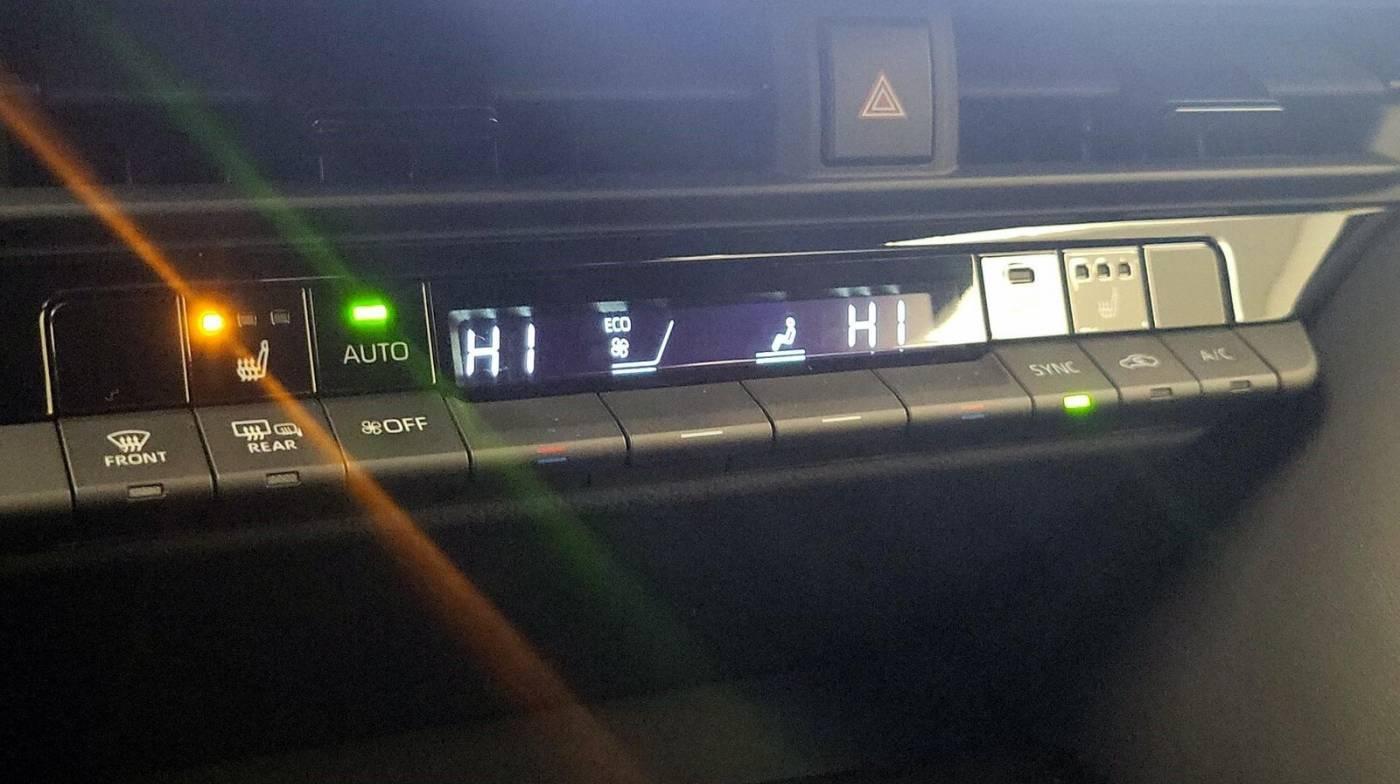 AUTO
HI
ECO
HI
FRONT
REAR
OFF
SYNC
A/C